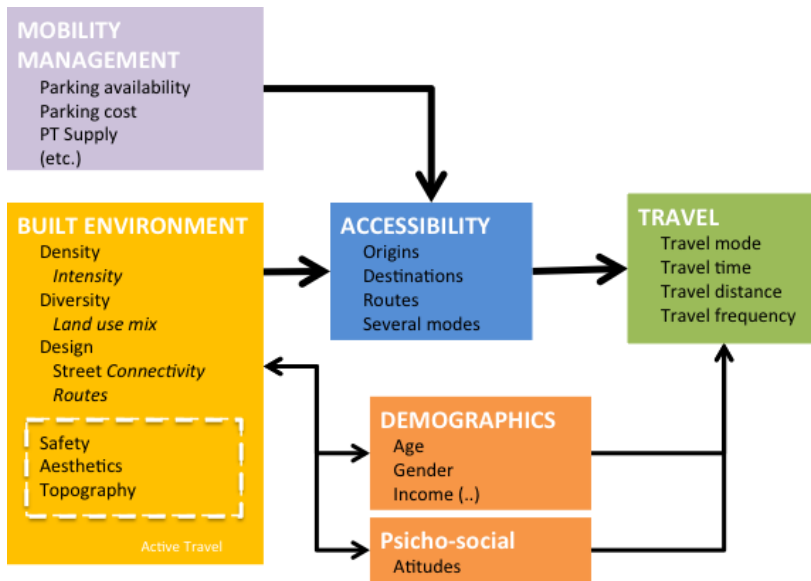 MOBILITY
MANAGEMENT
Parking availability
Parking cost
PT Supply
(etc.)
BUILT ENVIRONMENT
Density
Intensity
Diversity
Land use mix
Design
Street Connectivity
Routes
Safety
Aesthetics
Topography
Active Travel
ACCESSIBILITY
Origins
Destinations
Routes
Several modes
TRAVEL
Travel mode
Travel time
Travel distance
Travel frequency
DEMOGRAPHICS
Age
Gender
Income (..)
Psicho-social
Atitudes